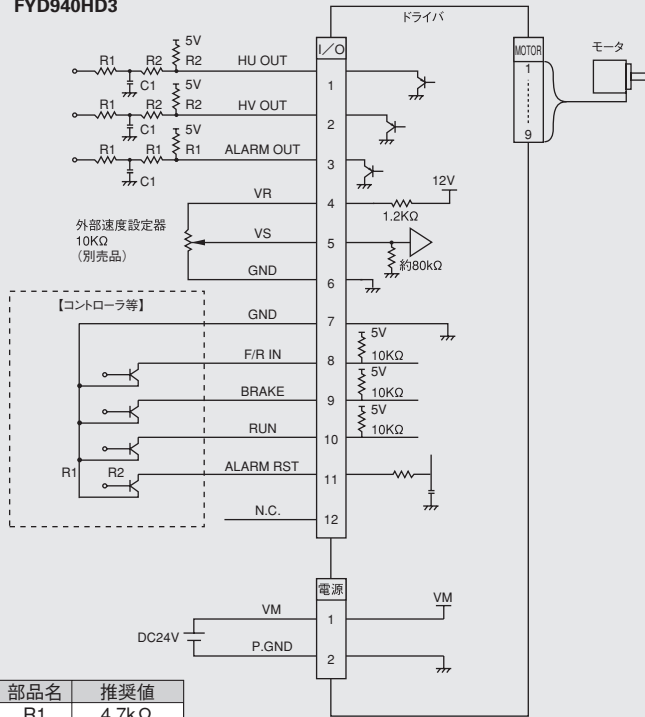 FYD940HD3
ドライバ
I/O
MOTOR
モータ
1
9
5V
R1 R2 R2 HU OUT 1
C1
5V
R1 R2 R2 HV OUT 2
C1
5V
R1 R1 R1 ALARM OUT 3
C1
VR 4 12V
1.2KΩ
外部速度設定器
10KΩ
(別売品)
VS 5
約80kΩ
GND 6
【コントローラ等】
GND 7
5V
F/R IN 8 10KΩ
5V
BRAKE 9 10KΩ
5V
RUN 10 10KΩ
R1 R2 ALARM RST 11
N.C. 12
電源
VM 1 VM
DC24V
P.GND 2
部品名 推奨値
R1 4.7kΩ